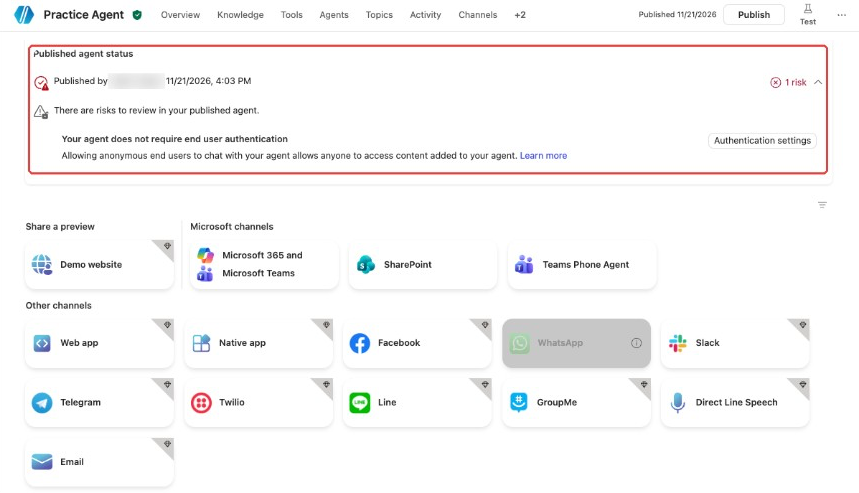 Practice Agent
Overview Knowledge Tools Agents Topics Activity Channels +2
Published 11/21/2026 Publish Test
Published agent status
Published by 11/21/2026, 4:03 PM
1 risk
There are risks to review in your published agent.
Your agent does not require end user authentication
Authentication settings
Allowing anonymous end users to chat with your agent allows anyone to access content added to your agent. Learn more
Share a preview
Microsoft channels
Demo website
Microsoft 365 and
Microsoft Teams
SharePoint
Teams Phone Agent
Other channels
Web app
Native app
Facebook
WhatsApp
Slack
Telegram
Twilio
LINE
Line
GroupMe
Direct Line Speech
Email